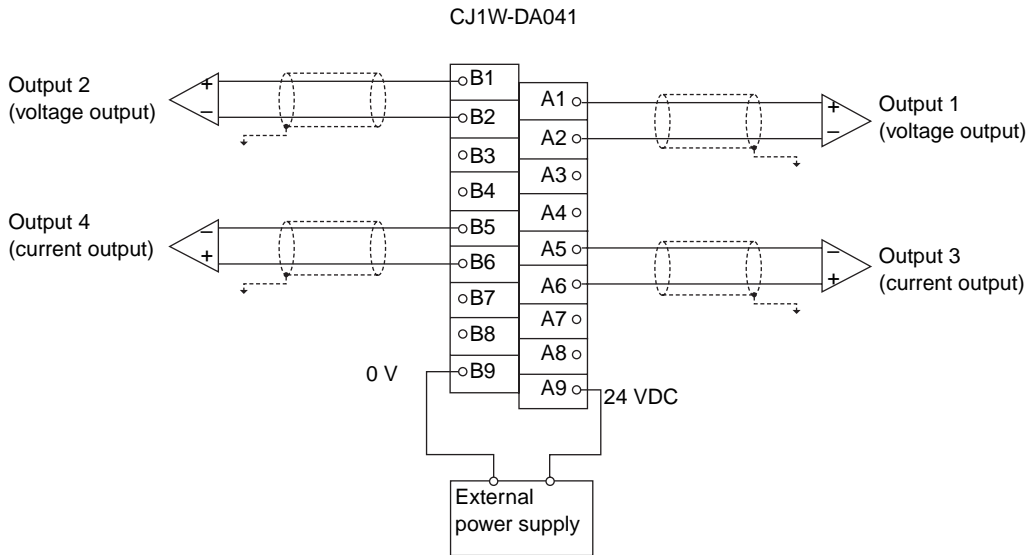 CJ1W-DA041
Output 2
(voltage output)
+
−
Output 4
(current output)
−
+
B1
B2
B3
B4
B5
B6
B7
B8
B9
0 V
A1
A2
A3
A4
A5
A6
A7
A8
A9
24 VDC
+
−
Output 1
(voltage output)
−
+
Output 3
(current output)
External
power supply